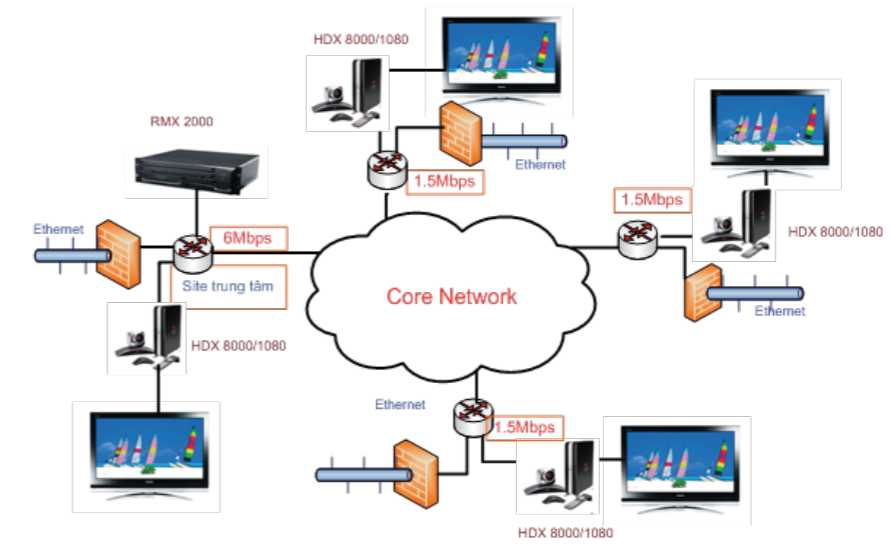 HDX 8000/1080
RMX 2000
Ethernet
1.5Mbps
1.5Mbps
Ethernet
6Mbps
HDX 8000/1080
Site trung tâm
Core Network
Ethernet
HDX 8000/1080
Ethernet
1.5Mbps
HDX 8000/1080